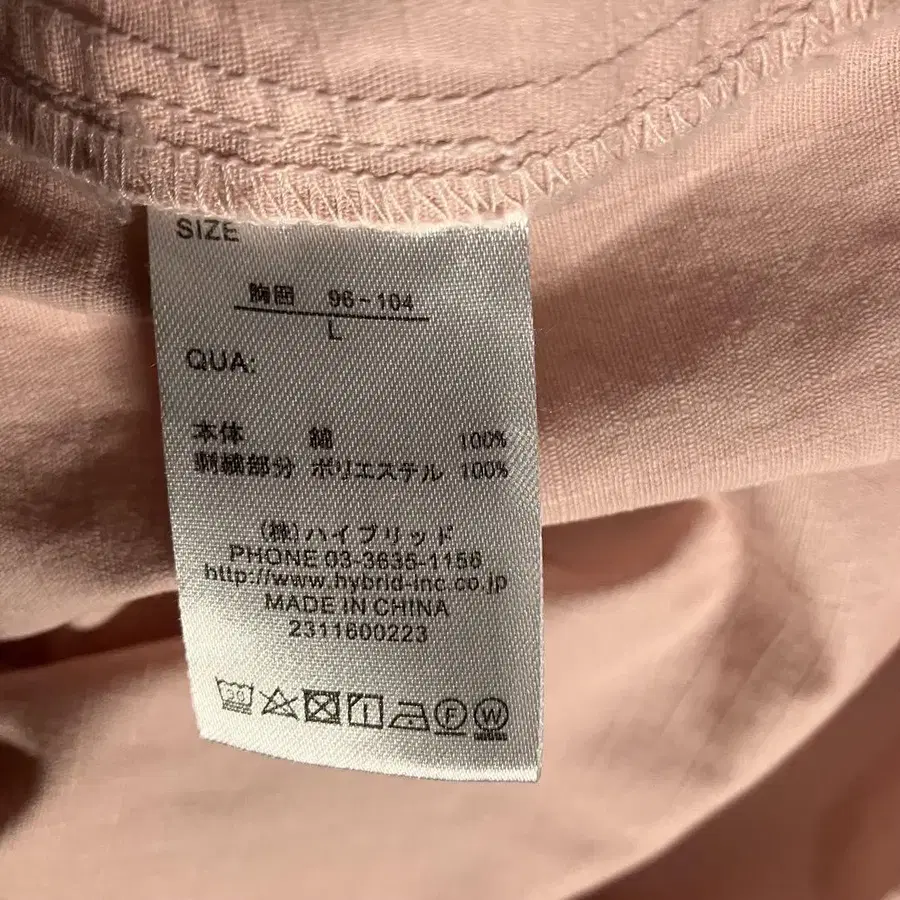 SIZE
胸囲 96-104
L
QUA:
本体 綿 100%
刺繍部分 ポリエステル 100%
(株)ハイブリッド
PHONE 03-3635-1156
http://www.hybrid-inc.co.jp
MADE IN CHINA
2311600223
30
F
W